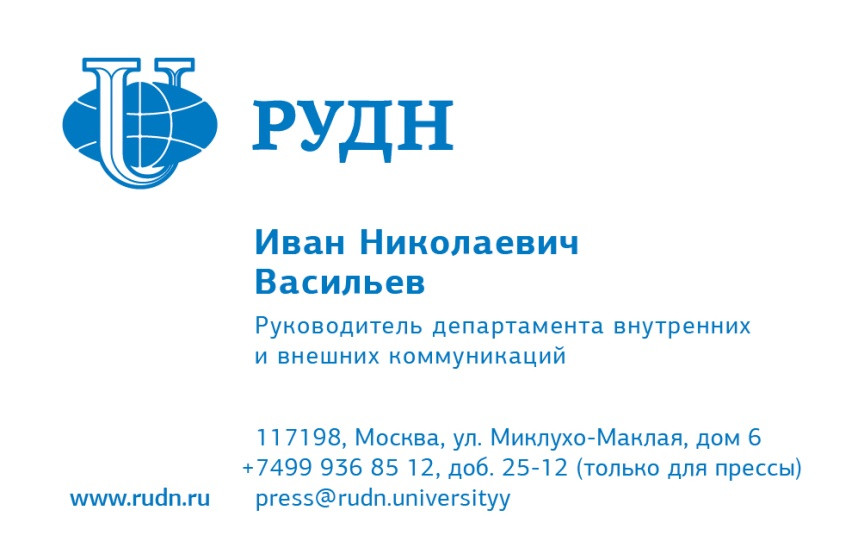 РУДН
Иван Николаевич
Васильев
Руководитель департамента внутренних
и внешних коммуникаций
117198, Москва, ул. Миклухо-Маклая, дом 6
+7499 936 85 12, доб. 25-12 (только для прессы)
www.rudn.ru press@rudn.universityy